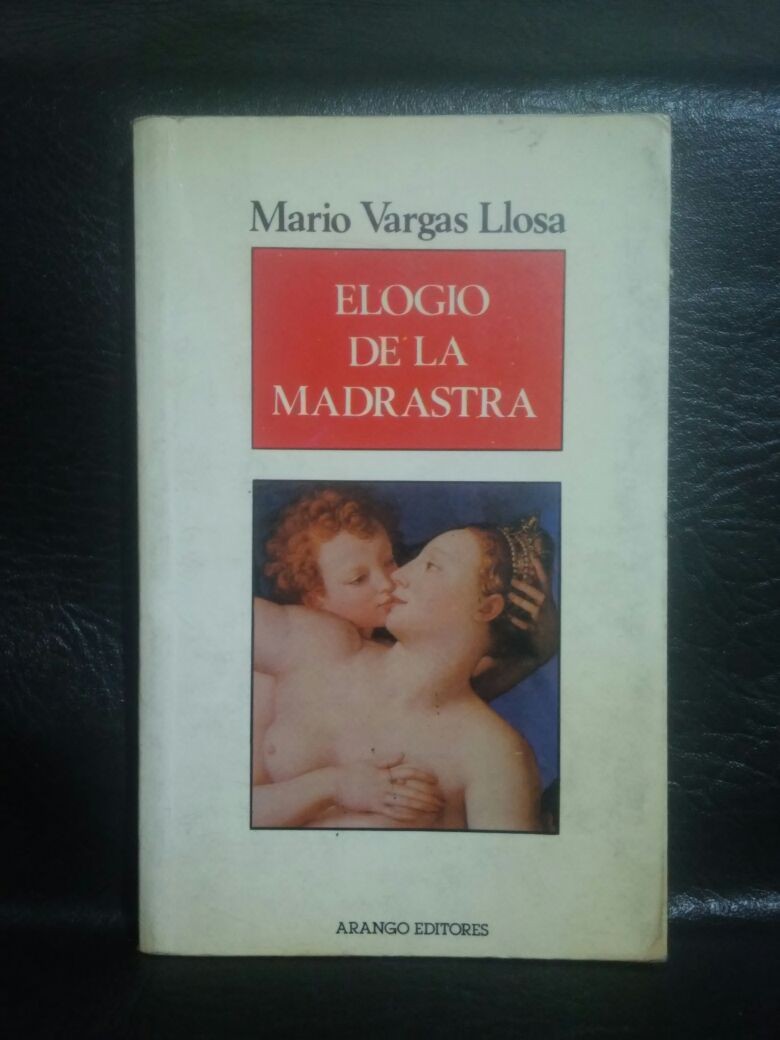 Mario Vargas Llosa
ELOGIO
DE LA
MADRASTRA
ARANGO EDITORES